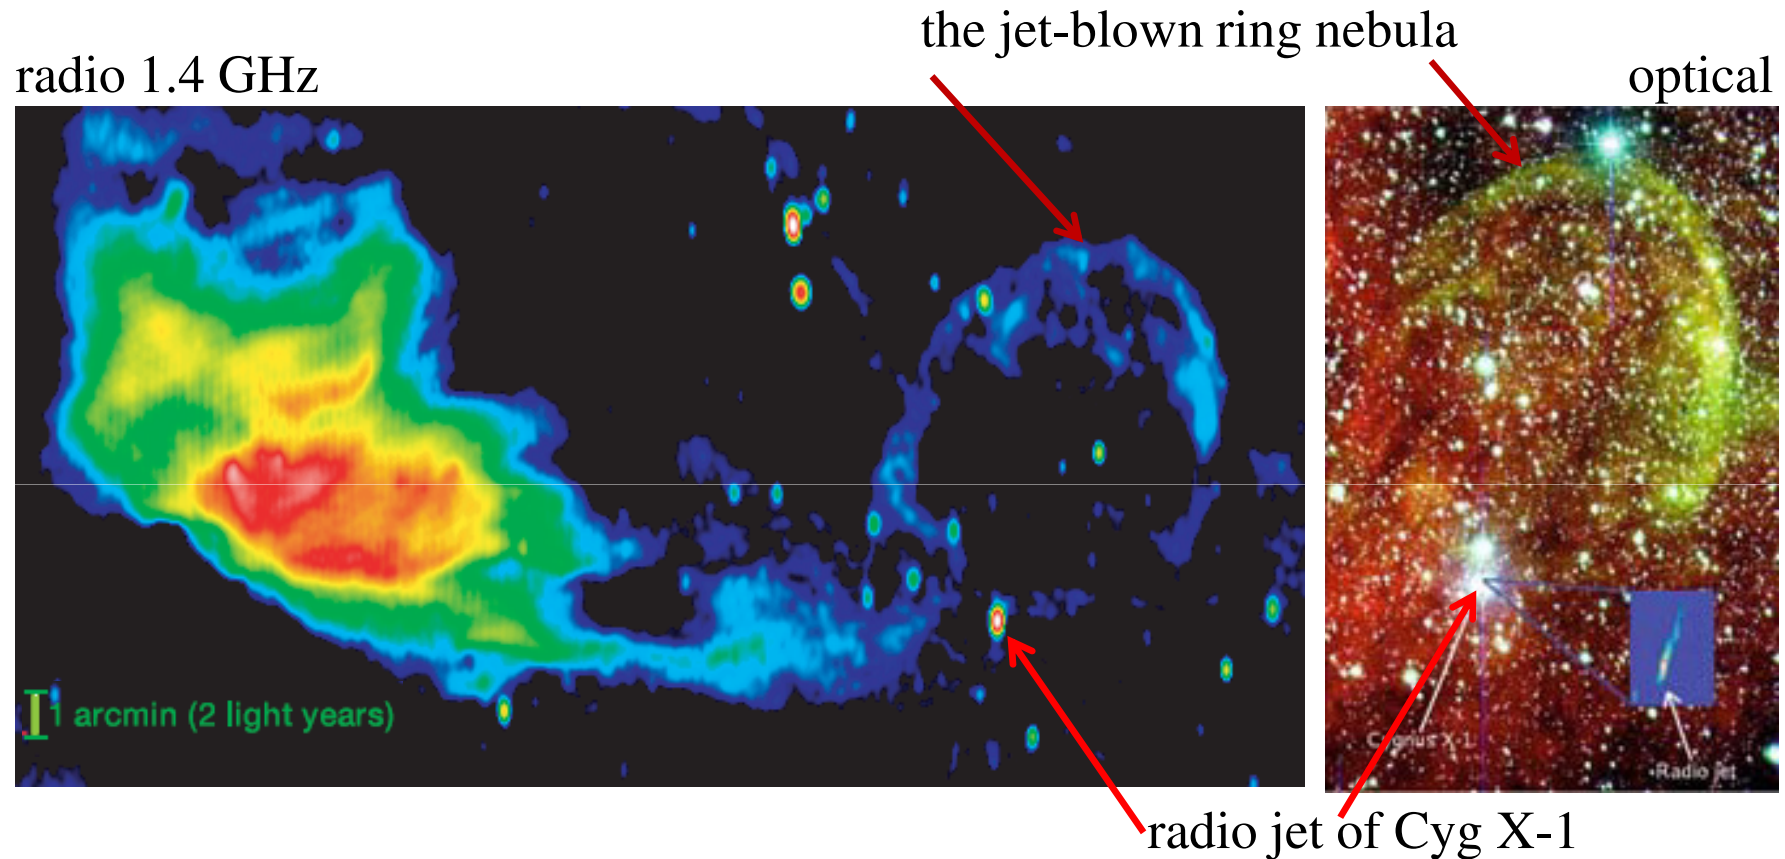 the jet-blown ring nebula
radio 1.4 GHz
optical
1 arcmin (2 light years)
Cygnus X-1
Radio jet
radio jet of Cyg X-1